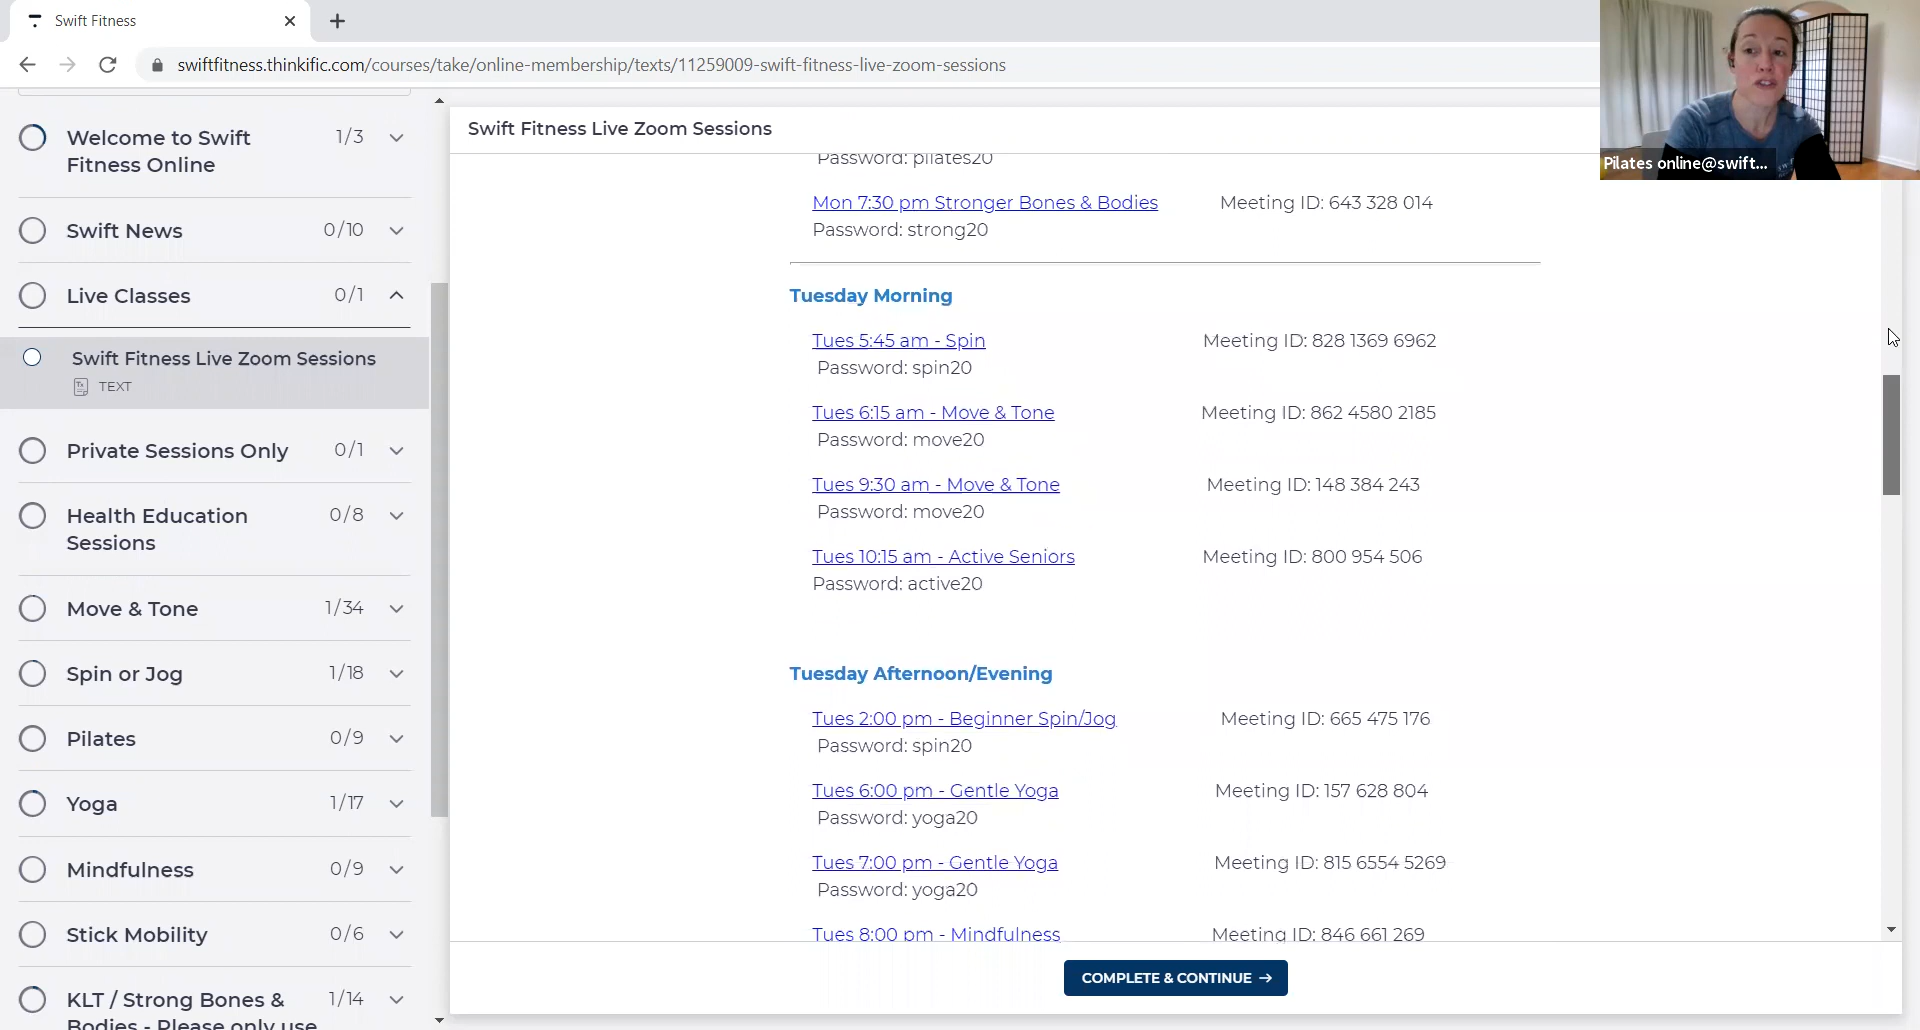 Swift Fitness
swiftfitness.thinkific.com/courses/take/online-membership/texts/11259009-swift-fitness-live-zoom-sessions
Pilates online@swift...
Welcome to Swift
Fitness Online
1/3
Swift News
0/10
Live Classes
0/1
Swift Fitness Live Zoom Sessions
TEXT
Private Sessions Only
0/1
Health Education
Sessions
0/8
Move & Tone
1/34
Spin or Jog
1/18
Pilates
0/9
Yoga
1/17
Mindfulness
0/9
Stick Mobility
0/6
KLT / Strong Bones &
Bodies - Please only use
1/14
Swift Fitness Live Zoom Sessions
Password: pilates20
Mon 7:30 pm Stronger Bones & Bodies Meeting ID: 643 328 014
Password: strong20
Tuesday Morning
Tues 5:45 am - Spin Meeting ID: 828 1369 6962
Password: spin20
Tues 6:15 am - Move & Tone Meeting ID: 862 4580 2185
Password: move20
Tues 9:30 am - Move & Tone Meeting ID: 148 384 243
Password: move20
Tues 10:15 am - Active Seniors Meeting ID: 800 954 506
Password: active20
Tuesday Afternoon/Evening
Tues 2:00 pm - Beginner Spin/Jog Meeting ID: 665 475 176
Password: spin20
Tues 6:00 pm - Gentle Yoga Meeting ID: 157 628 804
Password: yoga20
Tues 7:00 pm - Gentle Yoga Meeting ID: 815 6554 5269
Password: yoga20
Tues 8:00 pm - Mindfulness Meeting ID: 846 661 269
COMPLETE & CONTINUE →